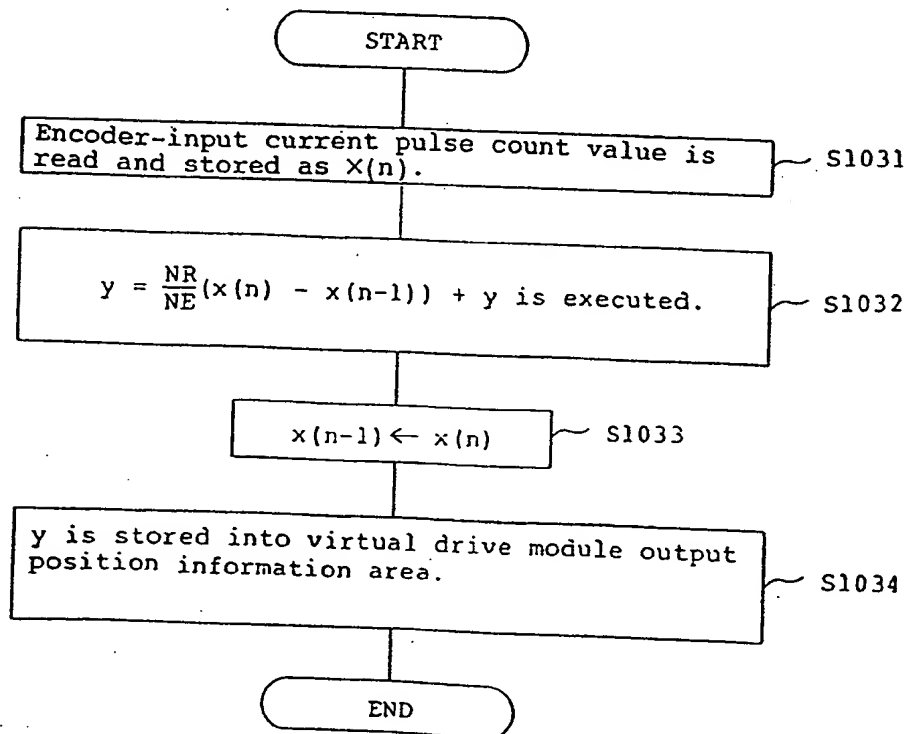 START
Encoder-input current pulse count value is
read and stored as X(n).
S1031
y = NR/NE (x(n) - x(n-1)) + y is executed.
S1032
x(n-1) ← x(n)
S1033
y is stored into virtual drive module output
position information area.
S1034
END